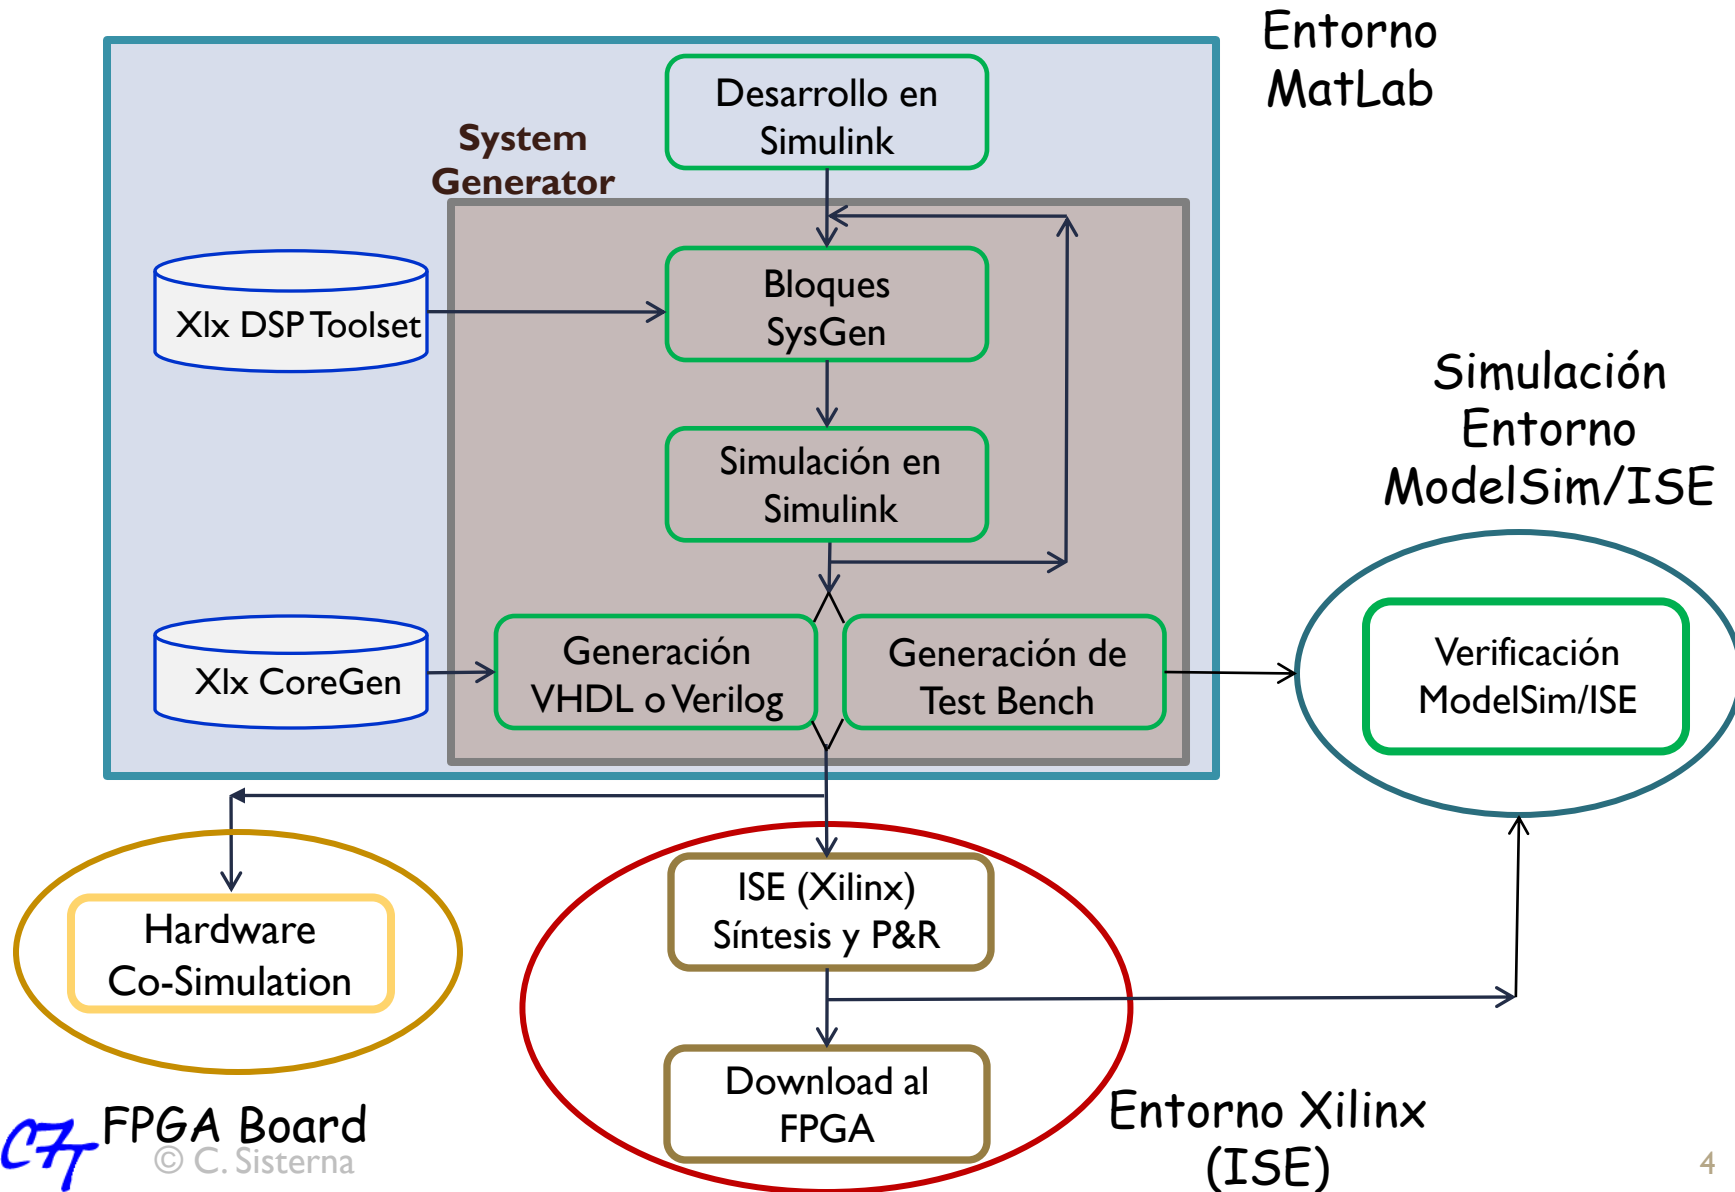 Entorno
MatLab
Desarrollo en
Simulink
System
Generator
Xlx DSP Toolset
Bloques
SysGen
Simulación en
Simulink
Simulación
Entorno
ModelSim/ISE
Xlx CoreGen
Generación
VHDL o Verilog
Generación de
Test Bench
Verificación
ModelSim/ISE
Hardware
Co-Simulation
ISE (Xilinx)
Síntesis y P&R
Download al
FPGA
FPGA Board
Entorno Xilinx
(ISE)
C7T
© C. Sisterna
4